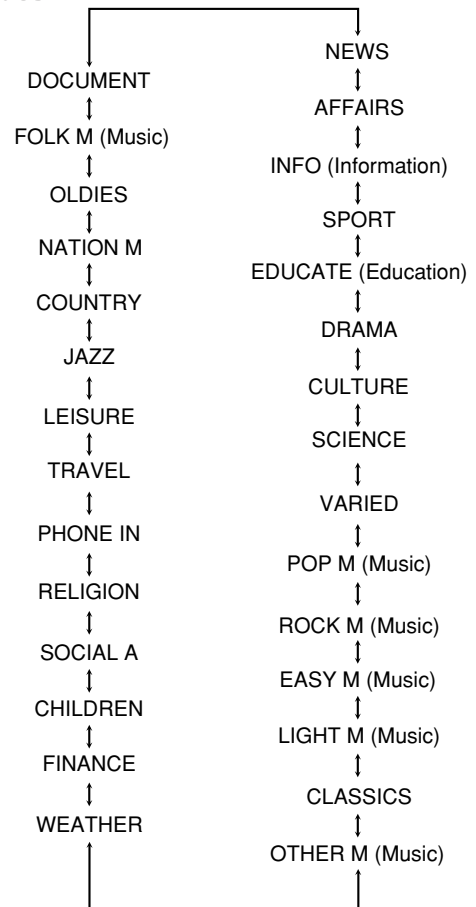 DOCUMENT
FOLK M (Music)
OLDIES
NATION M
COUNTRY
JAZZ
LEISURE
TRAVEL
PHONE IN
RELIGION
SOCIAL A
CHILDREN
FINANCE
WEATHER
NEWS
AFFAIRS
INFO (Information)
SPORT
EDUCATE (Education)
DRAMA
CULTURE
SCIENCE
VARIED
POP M (Music)
ROCK M (Music)
EASY M (Music)
LIGHT M (Music)
CLASSICS
OTHER M (Music)